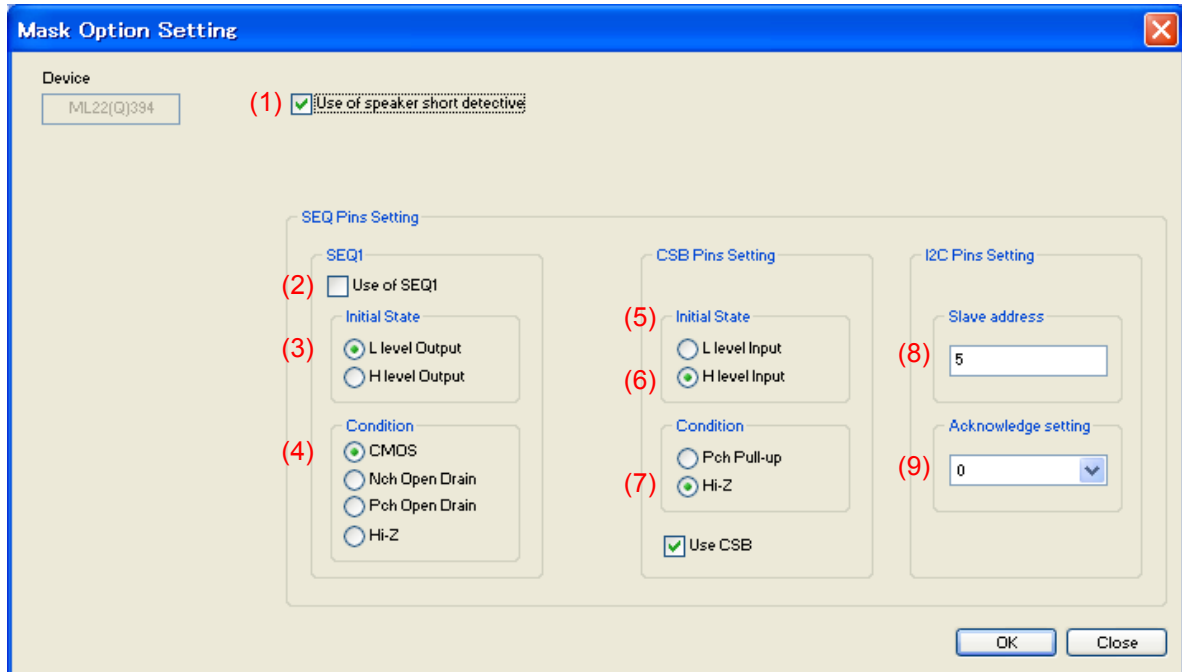 Mask Option Setting
Device
ML22(Q)394
(1) Use of speaker short detective
SEQ Pins Setting
SEQ1
(2) Use of SEQ1
Initial State
(3) L level Output
H level Output
Condition
(4) CMOS
Nch Open Drain
Pch Open Drain
Hi-Z
CSB Pins Setting
(5) Initial State
L level Input
(6) H level Input
Condition
Pch Pull-up
(7) Hi-Z
Use CSB
I2C Pins Setting
Slave address
(8) 5
Acknowledge setting
(9) 0
OK
Close